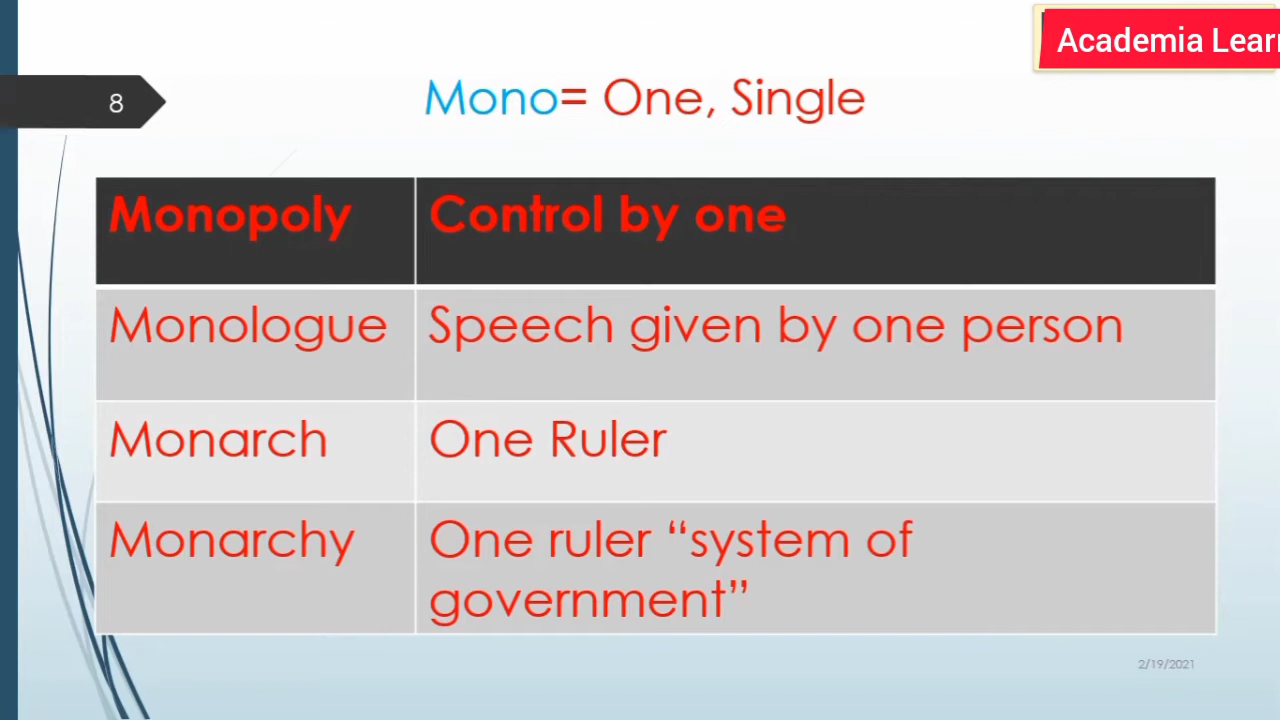 Academia Lear
8
Mono= One, Single
Monopoly Control by one
Monologue Speech given by one person
Monarch One Ruler
Monarchy One ruler “system of
government”
2/19/2021